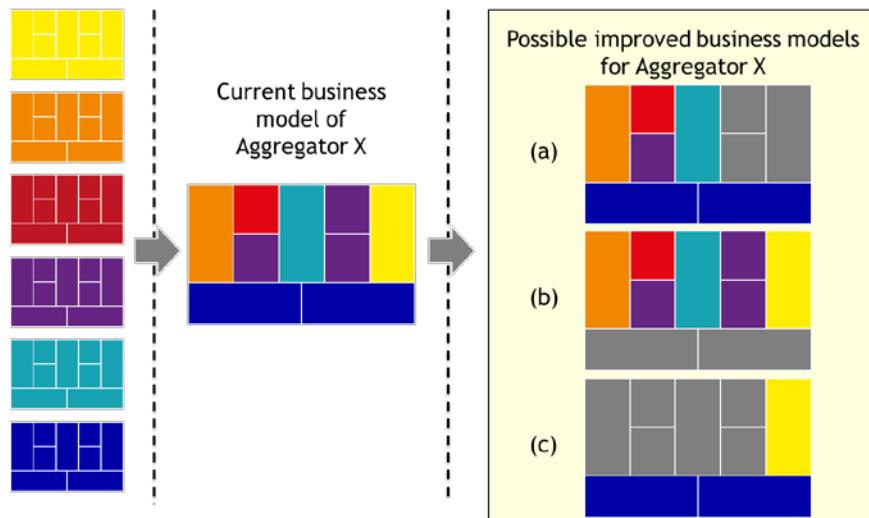 Current business
model of
Aggregator X
Possible improved business models
for Aggregator X
(a)
(b)
(c)